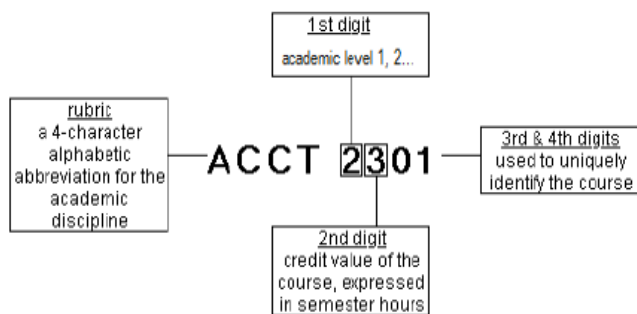 1st digit
academic level 1, 2...
rubric
a 4-character
alphabetic
abbreviation for the
academic
discipline
ACCT 2301
3rd & 4th digits
used to uniquely
identify the course
2nd digit
credit value of the
course, expressed
in semester hours